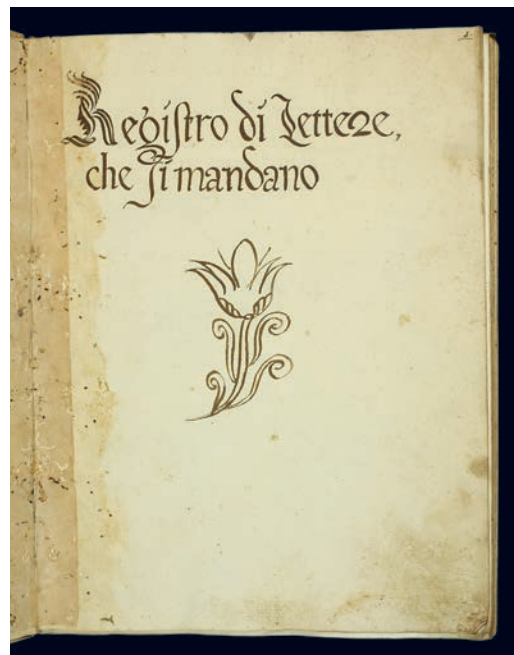 Regiſtro di Lettere,
che Si mandano